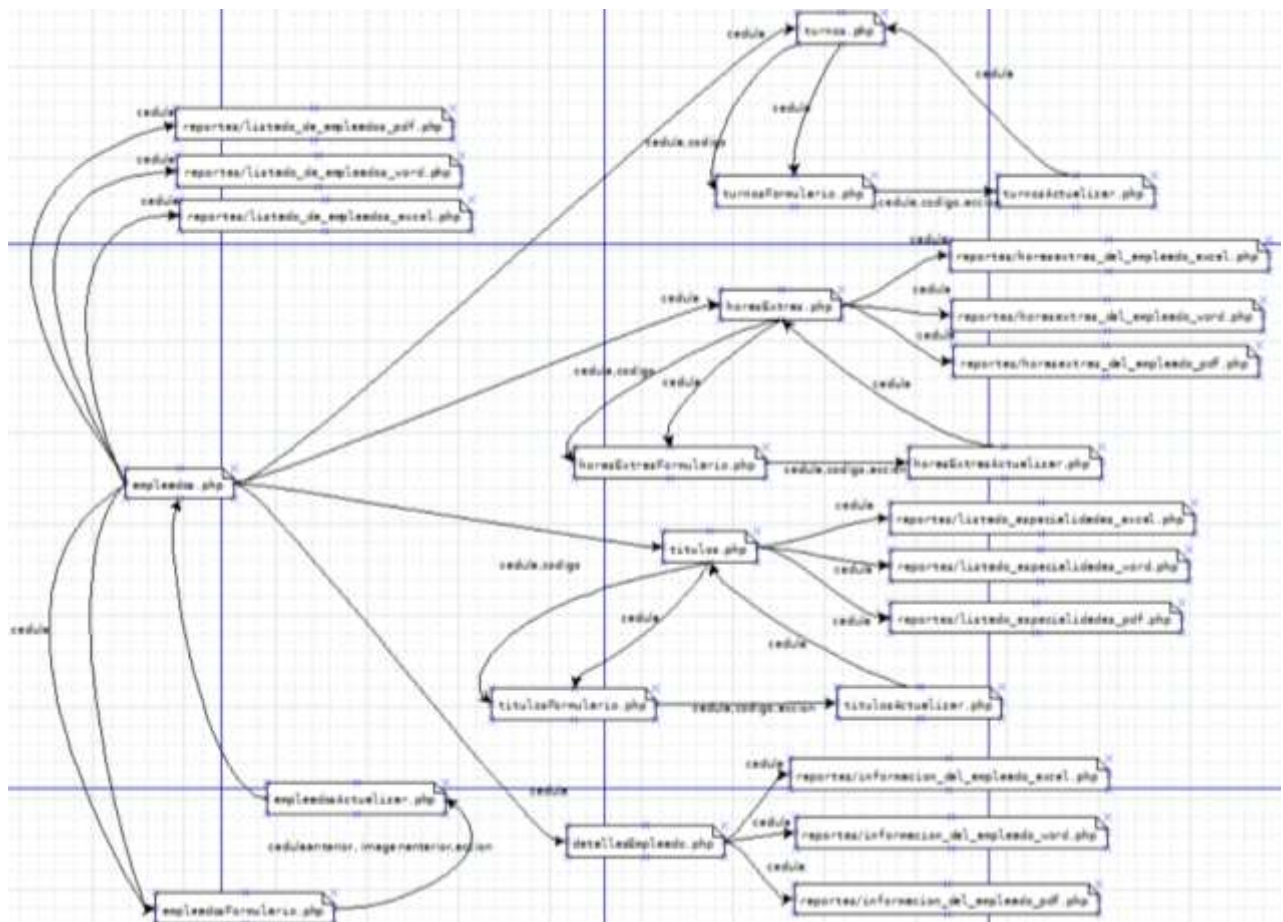 cedula
turnos.php
cedula
cedula
cedula,codigo
turnosFormulario.php
cedula,codigo,accion
turnosActualizar.php
cedula
reportes/listado_de_empleados_pdf.php
cedula
reportes/listado_de_empleados_word.php
cedula
reportes/listado_de_empleados_excel.php
cedula
reportes/horasextras_del_empleado_excel.php
cedula
horasExtras.php
cedula
reportes/horasextras_del_empleado_word.php
cedula
reportes/horasextras_del_empleado_pdf.php
cedula,codigo
cedula
cedula
horasExtrasFormulario.php
cedula,codigo,accion
horasExtrasActualizar.php
empleados.php
cedula
reportes/listado_especialidades_excel.php
titulos.php
cedula
reportes/listado_especialidades_word.php
cedula,codigo
cedula
cedula
reportes/listado_especialidades_pdf.php
cedula
cedula
titulosFormulario.php
cedula,codigo,accion
titulosActualizar.php
cedula
reportes/informacion_del_empleado_excel.php
empleadosActualizar.php
cedula
cedula
reportes/informacion_del_empleado_word.php
cedulaanterior, imagenanterior,accion
detallesEmpleado.php
cedula
reportes/informacion_del_empleado_pdf.php
empleadosFormulario.php